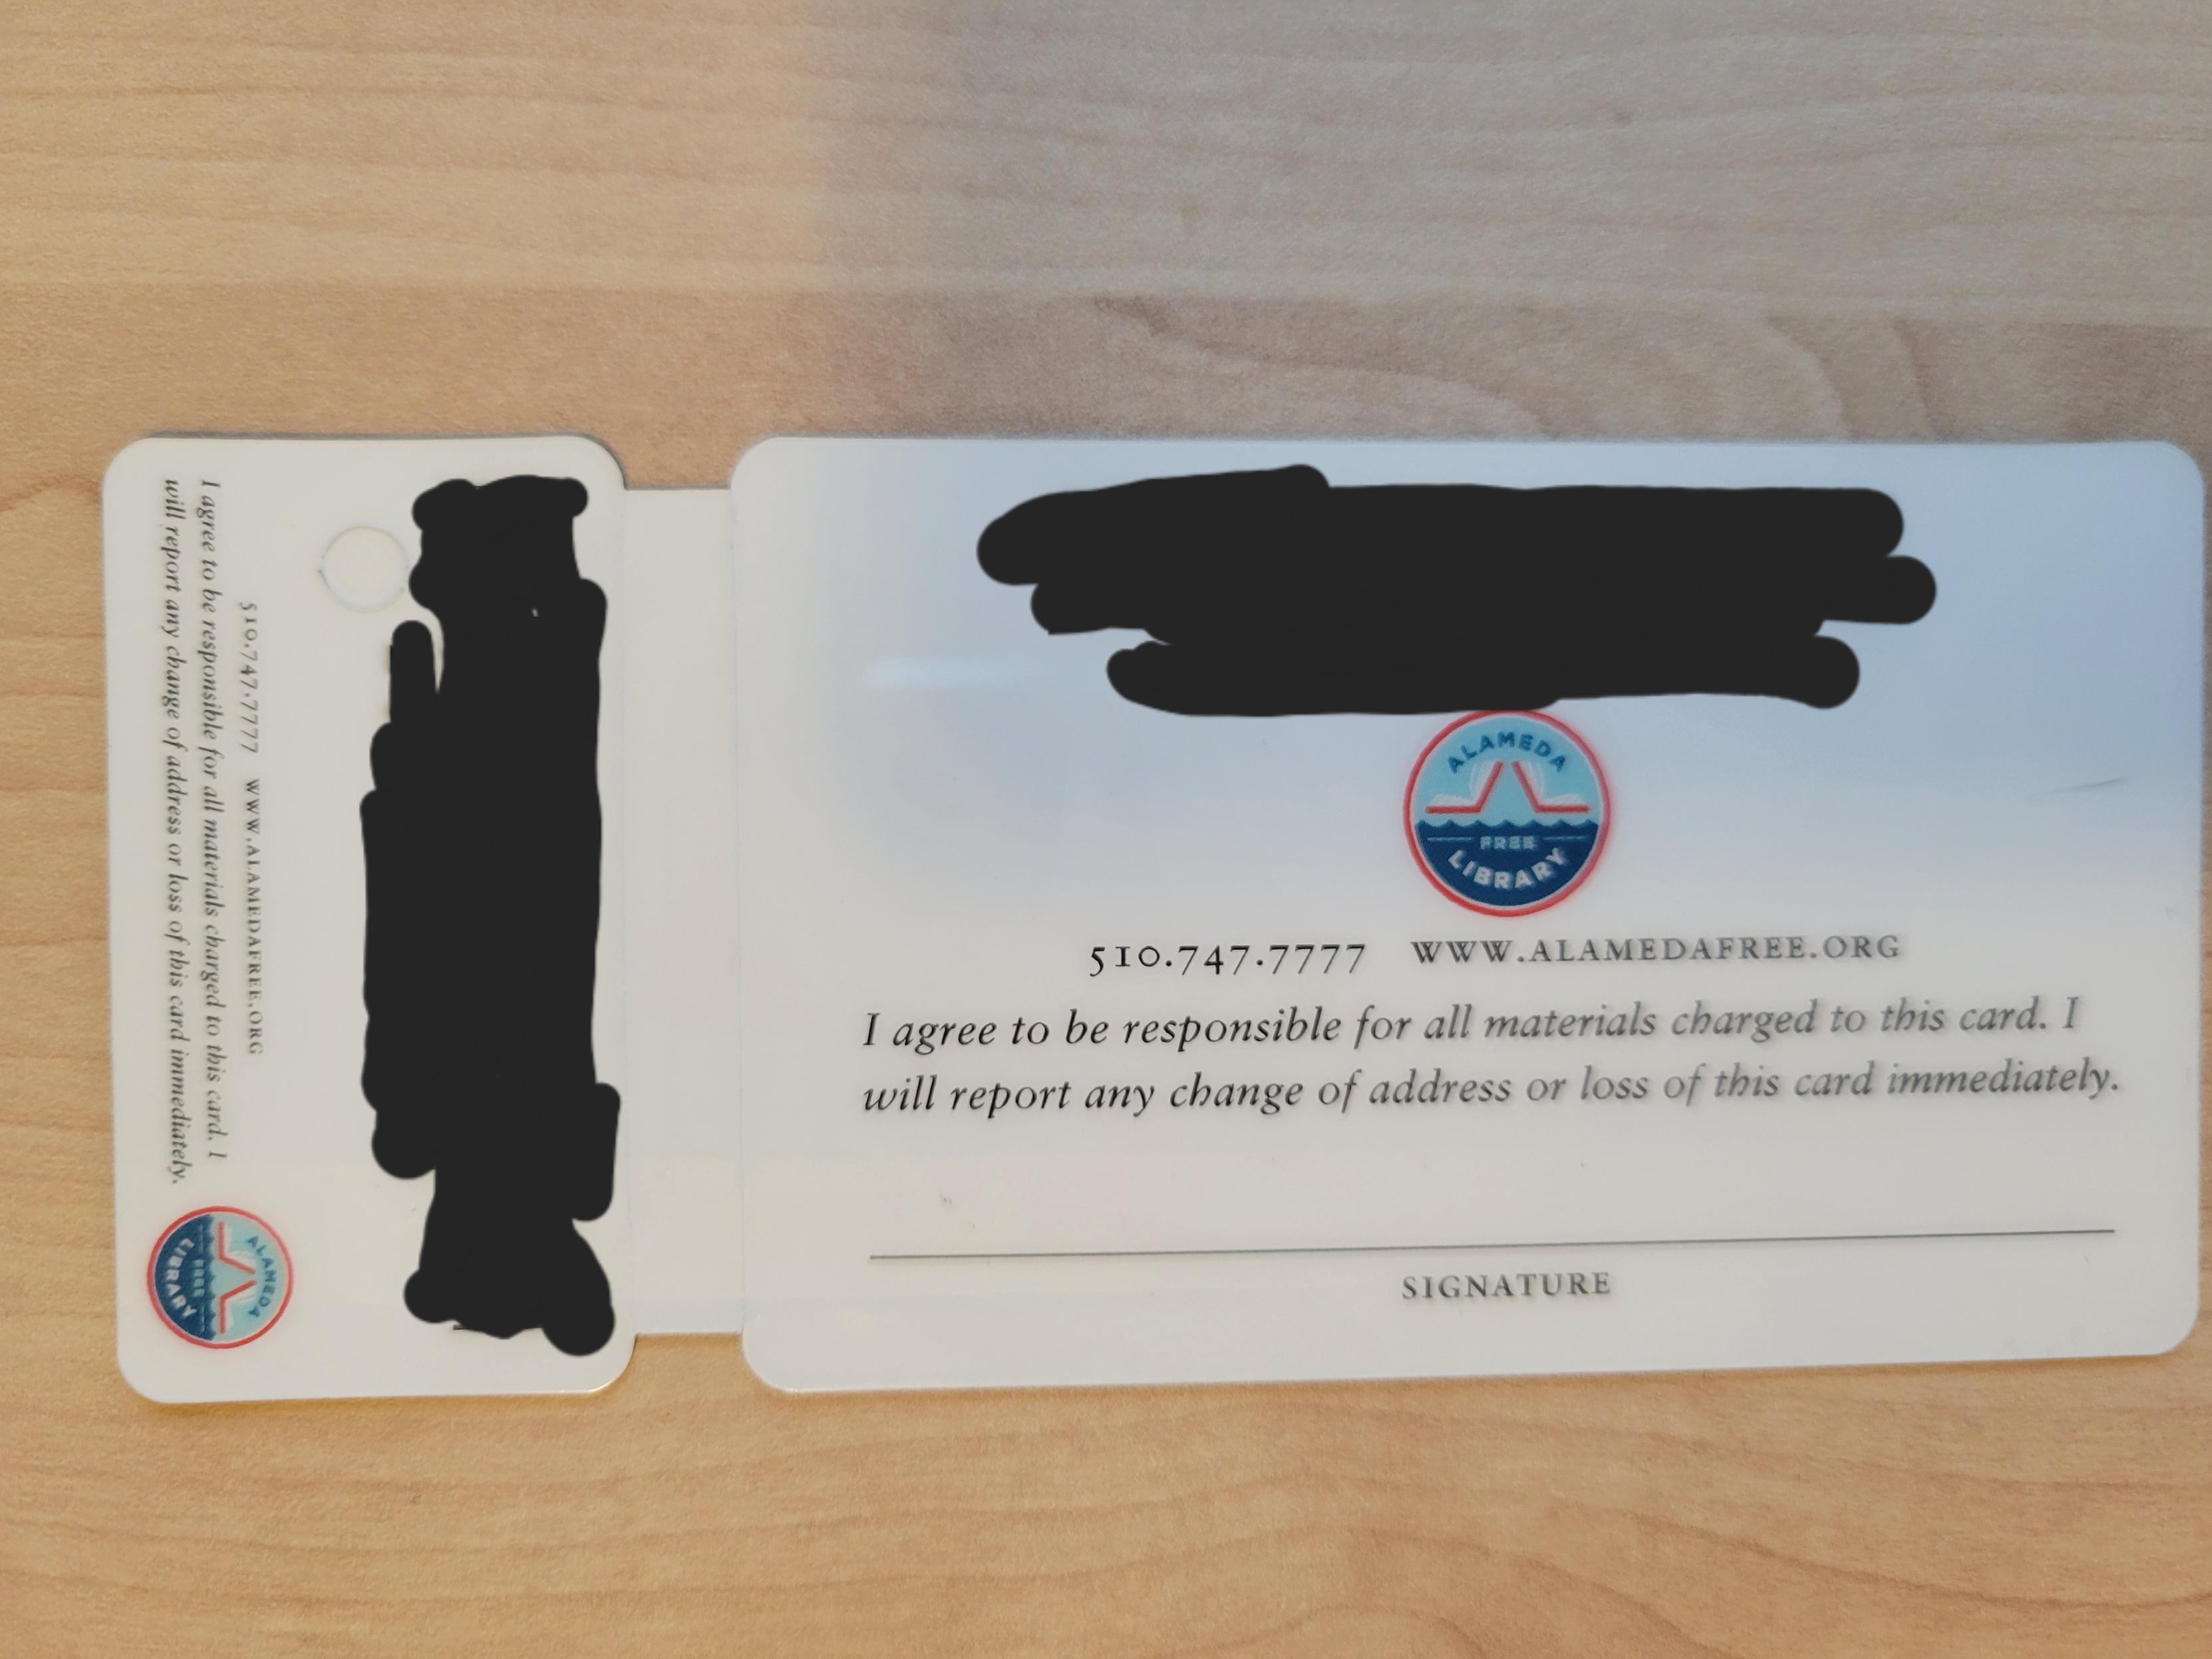 I agree to be responsible for all materials charged to this card. I
will report any change of address or loss of this card immediately.
510.747.7777 WWW.ALAMEDAFREE.ORG
ALAMEDA
FREE
LIBRARY
ALAMEDA
FREE
LIBRARY
510.747.7777 WWW.ALAMEDAFREE.ORG
I agree to be responsible for all materials charged to this card. I
will report any change of address or loss of this card immediately.
SIGNATURE